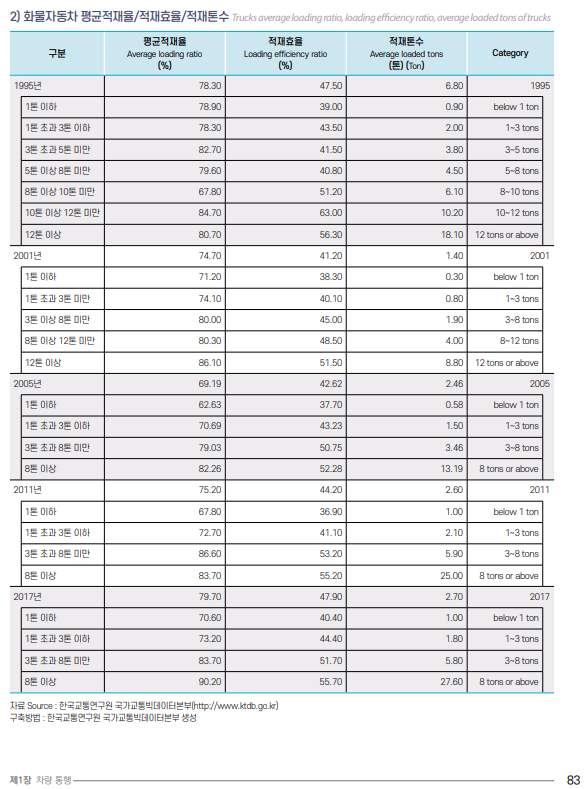 2) 화물자동차 평균적재율/적재효율/적재톤수 Trucks average loading ratio, loading efficiency ratio, average loaded tons of trucks
구분 평균적재율 Average loading ratio (%) 적재효율 Loading efficiency ratio (%) 적재톤수 Average loaded tons (톤) (Ton) Category
1995년 78.30 47.50 6.80 1995
1톤 이하 78.90 39.00 0.90 below 1 ton
1톤 초과 3톤 이하 78.30 43.50 2.00 1~3 tons
3톤 초과 5톤 미만 82.70 41.50 3.80 3~5 tons
5톤 이상 8톤 미만 79.60 40.80 4.50 5~8 tons
8톤 이상 10톤 미만 67.80 51.20 6.10 8~10 tons
10톤 이상 12톤 미만 84.70 63.00 10.20 10~12 tons
12톤 이상 80.70 56.30 18.10 12 tons or above
2001년 74.70 41.20 1.40 2001
1톤 이하 71.20 38.30 0.30 below 1 ton
1톤 초과 3톤 미만 74.10 40.10 0.80 1~3 tons
3톤 이상 8톤 미만 80.00 45.00 1.90 3~8 tons
8톤 이상 12톤 미만 80.30 48.50 4.00 8~12 tons
12톤 이상 86.10 51.50 8.80 12 tons or above
2005년 69.19 42.62 2.46 2005
1톤 이하 62.63 37.70 0.58 below 1 ton
1톤 초과 3톤 이하 70.69 43.23 1.50 1~3 tons
3톤 초과 8톤 미만 79.03 50.75 3.46 3~8 tons
8톤 이상 82.26 52.28 13.19 8 tons or above
2011년 75.20 44.20 2.60 2011
1톤 이하 67.80 36.90 1.00 below 1 ton
1톤 초과 3톤 이하 72.70 41.10 2.10 1~3 tons
3톤 초과 8톤 미만 86.60 53.20 5.90 3~8 tons
8톤 이상 83.70 55.20 25.00 8 tons or above
2017년 79.70 47.90 2.70 2017
1톤 이하 70.60 40.40 1.00 below 1 ton
1톤 초과 3톤 이하 73.20 44.40 1.80 1~3 tons
3톤 초과 8톤 미만 83.70 51.70 5.80 3~8 tons
8톤 이상 90.20 55.70 27.60 8 tons or above
자료 Source : 한국교통연구원 국가교통빅데이터본부(http://www.ktdb.go.kr)
구축방법 : 한국교통연구원 국가교통빅데이터본부 생성
제1장 차량 통행 83